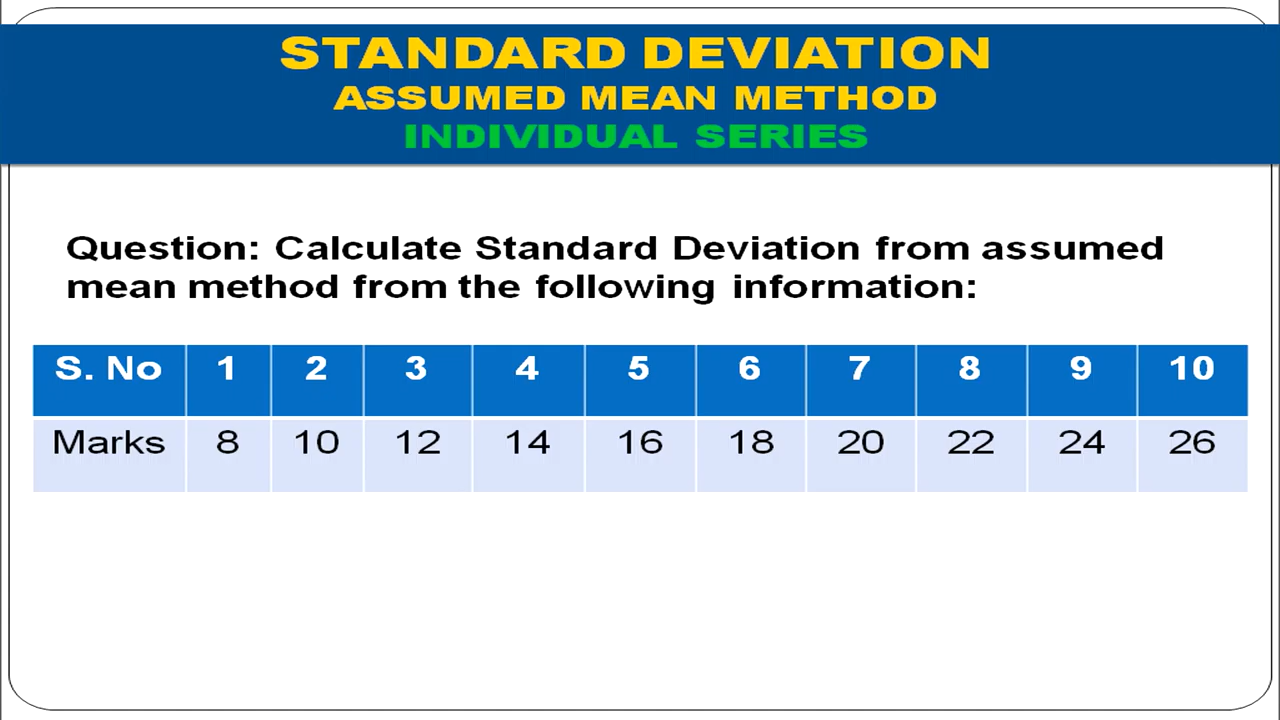 STANDARD DEVIATION
ASSUMED MEAN METHOD
INDIVIDUAL SERIES
Question: Calculate Standard Deviation from assumed
mean method from the following information:
S. No 1 2 3 4 5 6 7 8 9 10
Marks 8 10 12 14 16 18 20 22 24 26